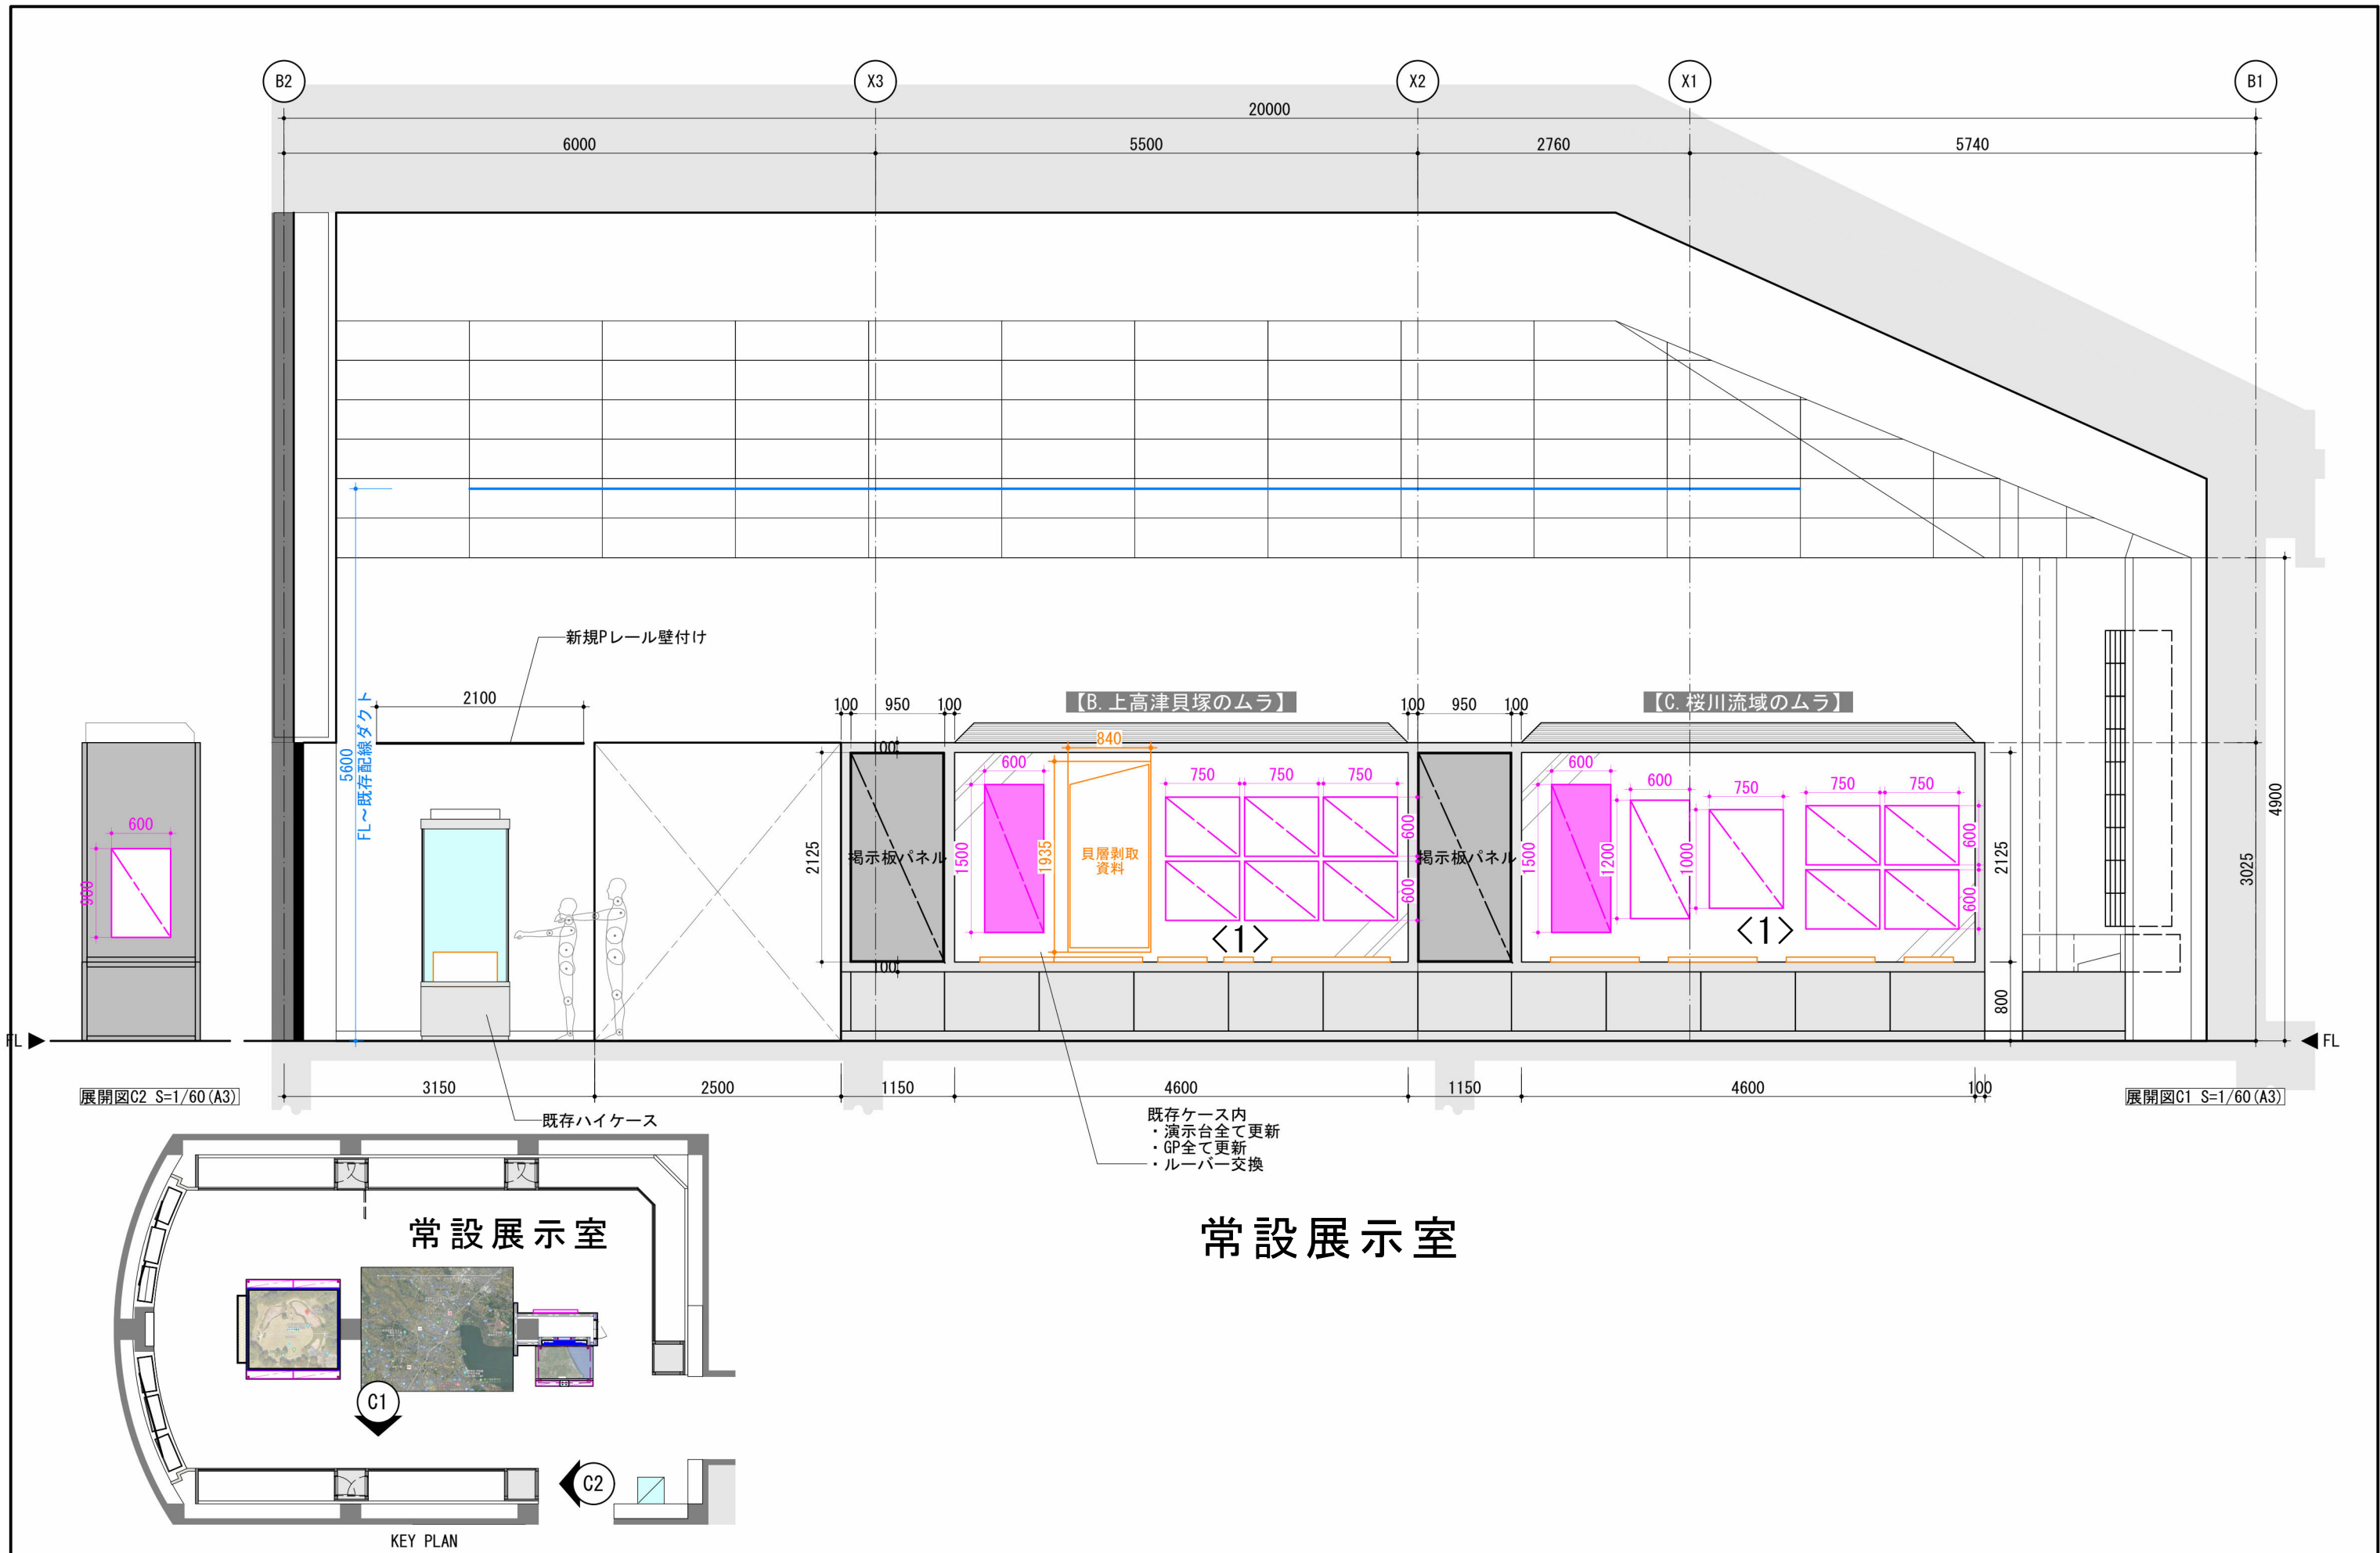 B2
X3
X2
X1
B1
20000
6000
5500
2760
5740
新規Pレール壁付け
2100
5600
FL~既存配線ダクト
100
950
100
【B.上高津貝塚のムラ】
100
950
100
【C.桜川流域のムラ】
840
100
600
750
750
750
600
600
750
750
750
600
900
2125
掲示板パネル
1500
1935
貝層剥取
資料
600
600
掲示板パネル
1500
1200
1000
600
600
2125
4900
3025
<1>
<1>
100
800
FL
FL
展開図C2 S=1/60(A3)
3150
2500
1150
4600
1150
4600
100
展開図C1 S=1/60(A3)
既存ハイケース
既存ケース内
・演示台全て更新
・GP全て更新
・ルーバー交換
常設展示室
常設展示室
C1
C2
KEY PLAN